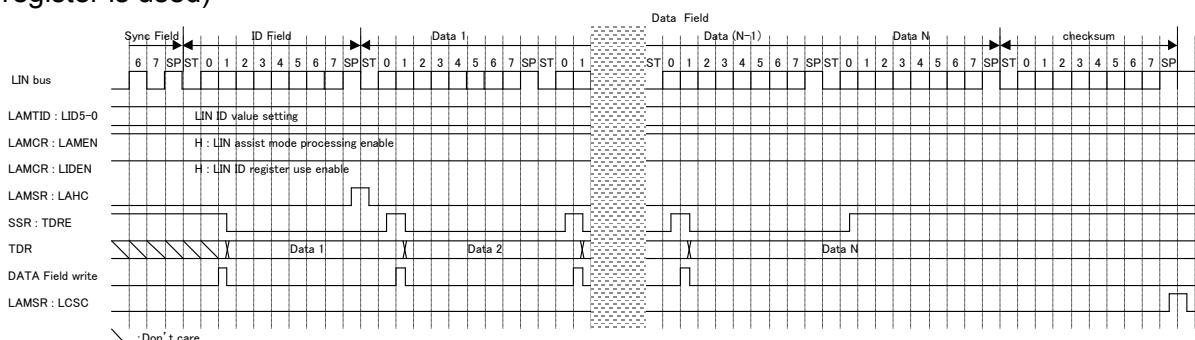 register is used)
Data Field
Sync Field ID Field Data 1 Data (N-1) Data N checksum
6 7 SP ST 0 1 2 3 4 5 6 7 SP ST 0 1 2 3 4 5 6 7 SP ST 0 1 ST 0 1 2 3 4 5 6 7 SP ST 0 1 2 3 4 5 6 7 SP ST 0 1 2 3 4 5 6 7 SP
LIN bus
LAMTID : LID5-0 LIN ID value setting
LAMCR : LAMEN H : LIN assist mode processing enable
LAMCR : LIDEN H : LIN ID register use enable
LAMSR : LAHC
SSR : TDRE
TDR Data 1 Data 2 Data N
DATA Field write
LAMSR : LCSC
:Don't care